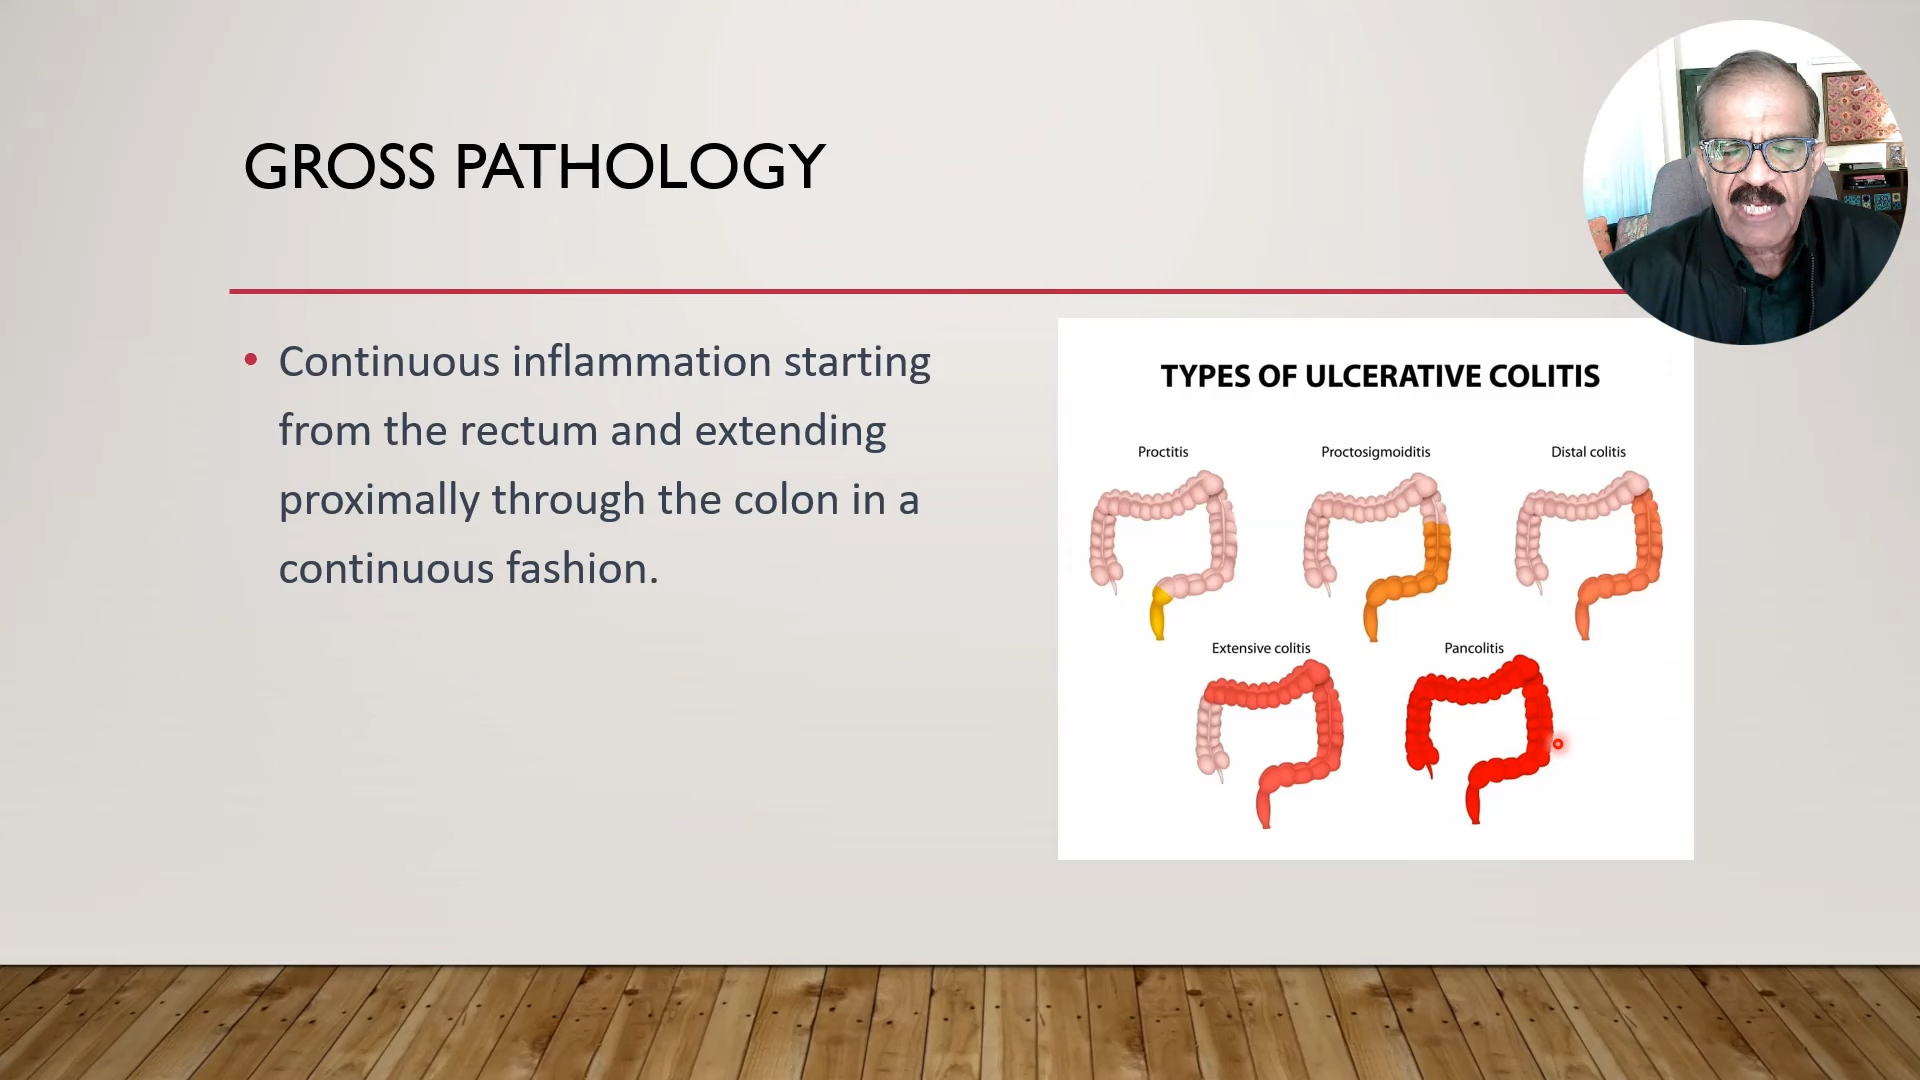 GROSS PATHOLOGY
• Continuous inflammation starting
from the rectum and extending
proximally through the colon in a
continuous fashion.
TYPES OF ULCERATIVE COLITIS
Proctitis
Proctosigmoiditis
Distal colitis
Extensive colitis
Pancolitis